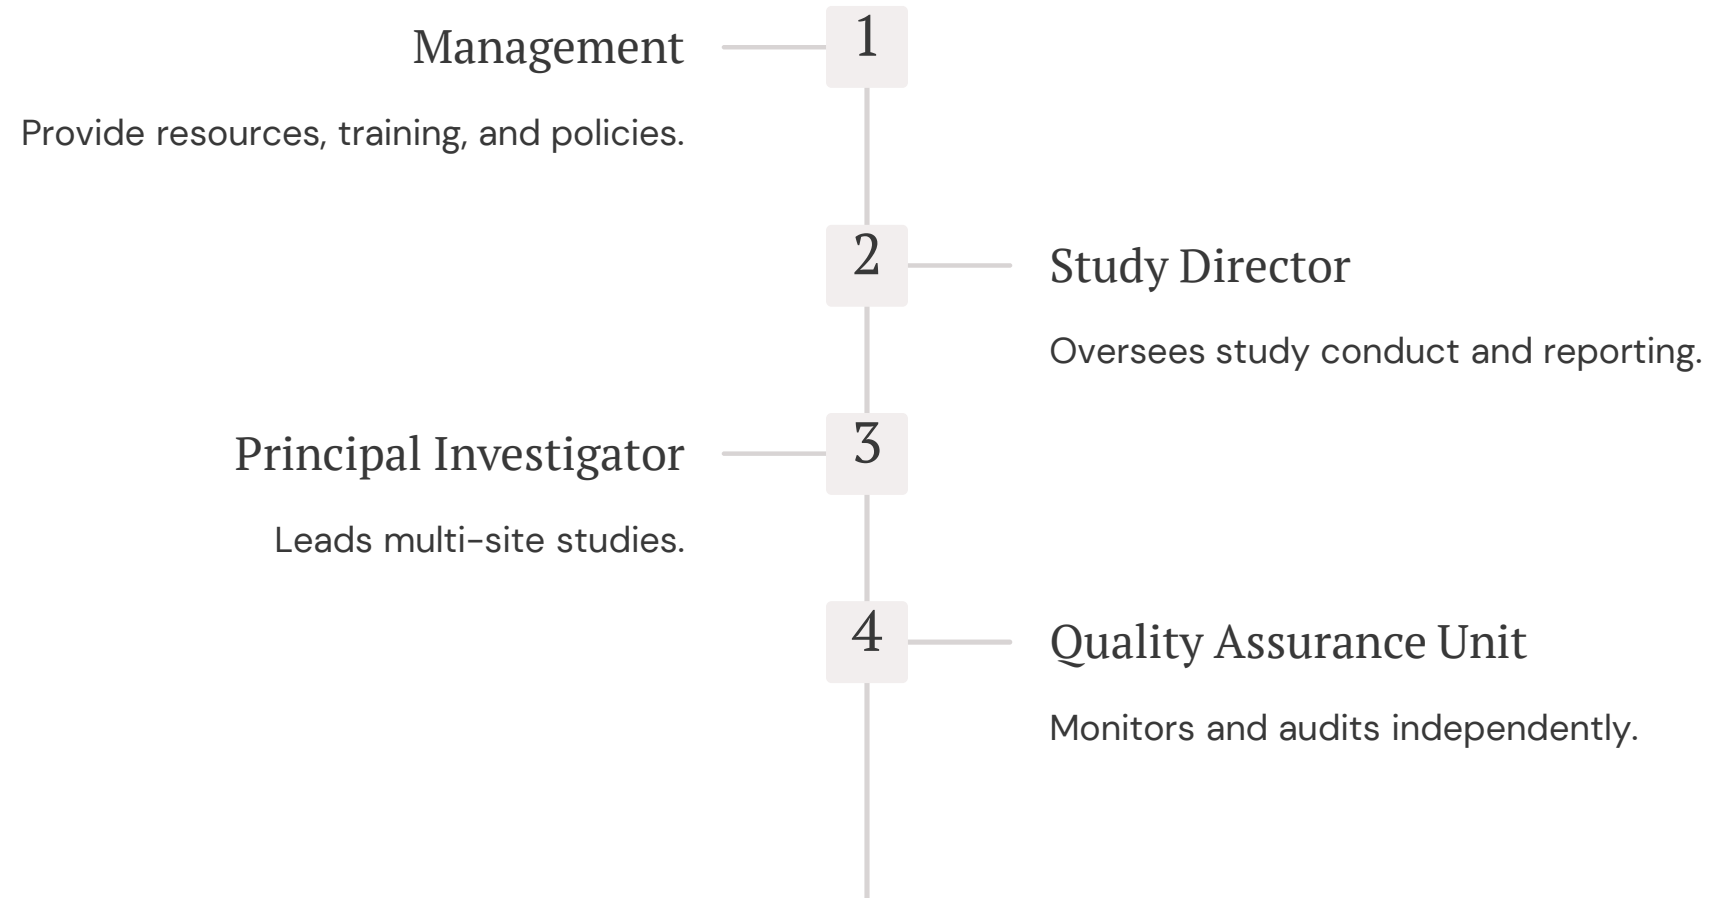 1
Management
Provide resources, training, and policies.
2
Study Director
Oversees study conduct and reporting.
3
Principal Investigator
Leads multi-site studies.
4
Quality Assurance Unit
Monitors and audits independently.